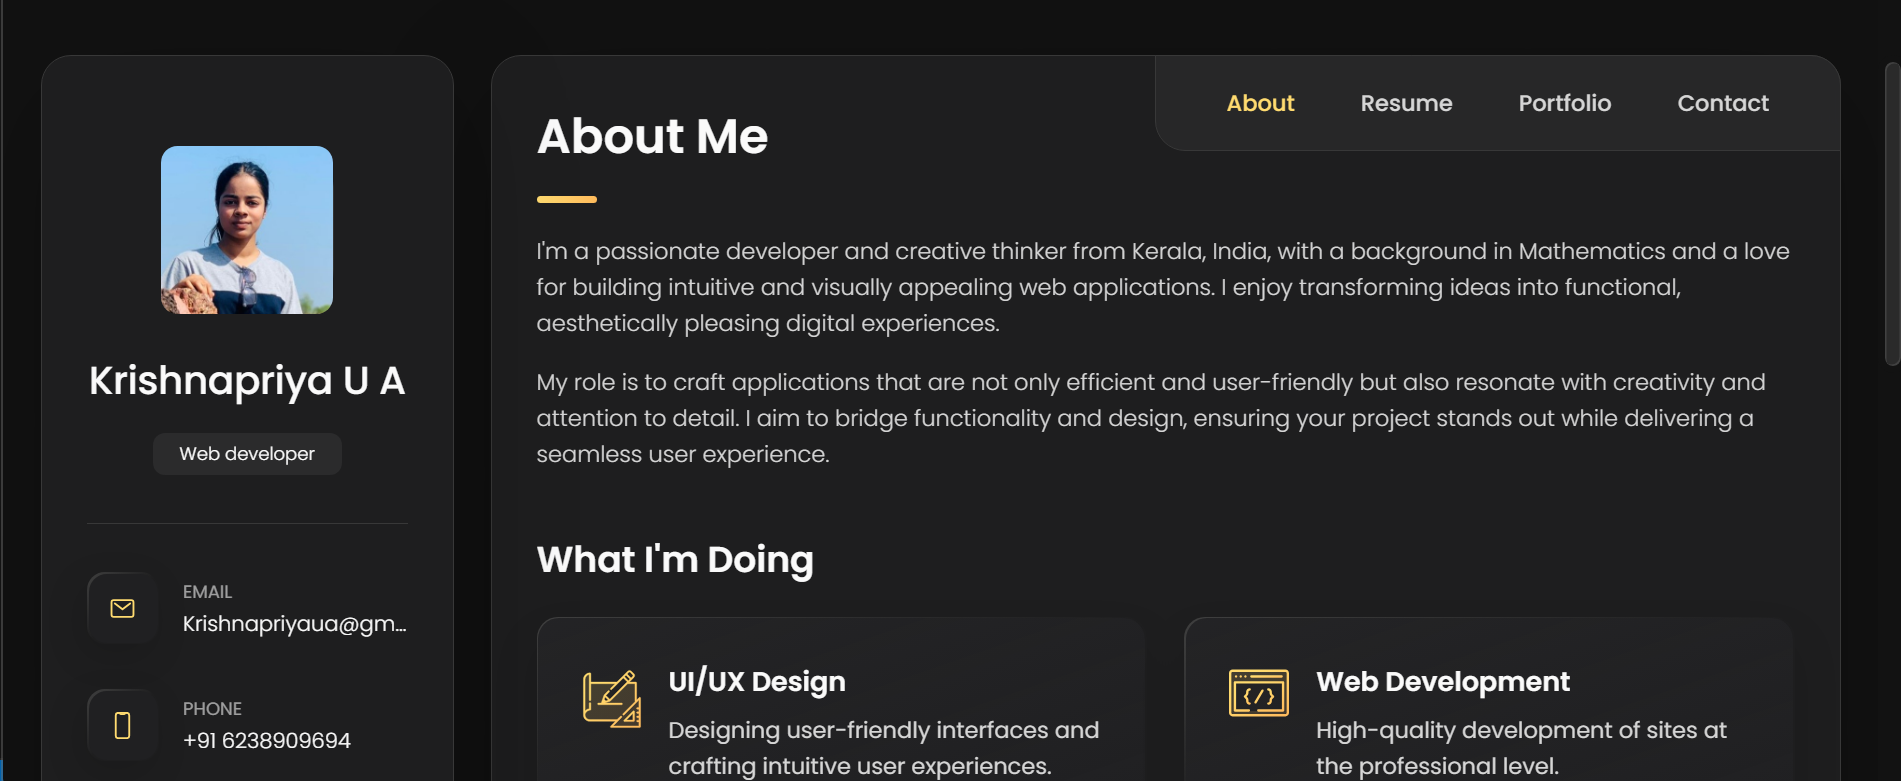 Krishnapriya U A
Web developer
EMAIL
Krishnapriyaua@gm...
PHONE
+91 6238909694
About
Resume
Portfolio
Contact
About Me
I'm a passionate developer and creative thinker from Kerala, India, with a background in Mathematics and a love
for building intuitive and visually appealing web applications. I enjoy transforming ideas into functional,
aesthetically pleasing digital experiences.
My role is to craft applications that are not only efficient and user-friendly but also resonate with creativity and
attention to detail. I aim to bridge functionality and design, ensuring your project stands out while delivering a
seamless user experience.
What I'm Doing
UI/UX Design
Designing user-friendly interfaces and
crafting intuitive user experiences.
Web Development
High-quality development of sites at
the professional level.